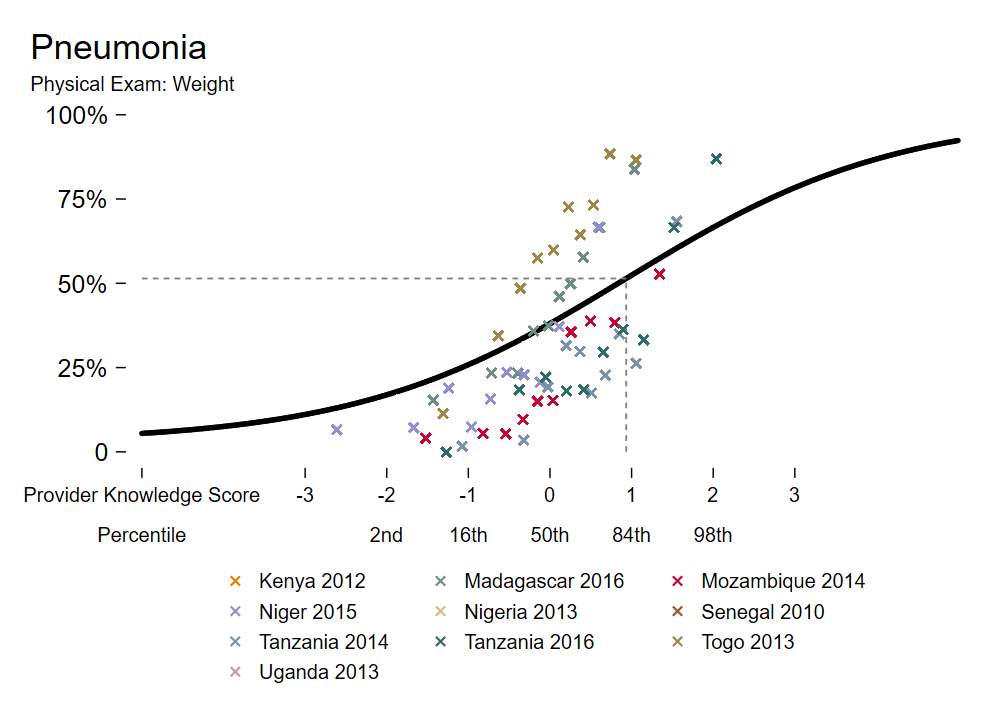 Pneumonia
Physical Exam: Weight
100%
75%
50%
25%
0
Provider Knowledge Score -3 -2 -1 0 1 2 3
Percentile 2nd 16th 50th 84th 98th
Kenya 2012 Madagascar 2016 Mozambique 2014
Niger 2015 Nigeria 2013 Senegal 2010
Tanzania 2014 Tanzania 2016 Togo 2013
Uganda 2013